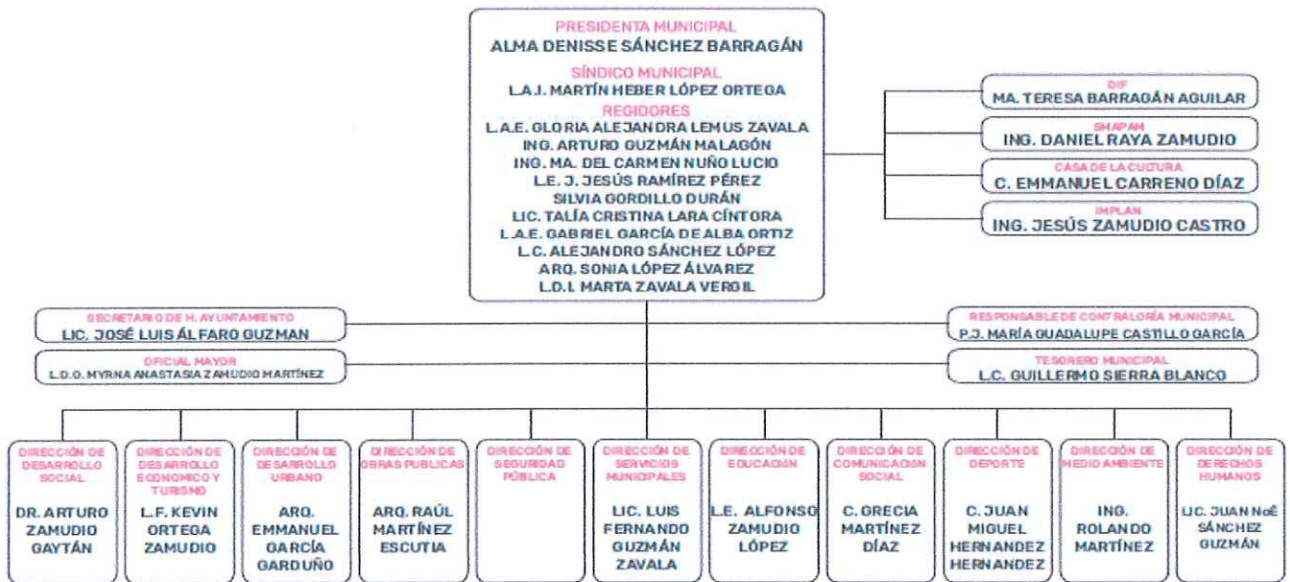 PRESIDENTA MUNICIPAL
ALMA DENISSE SÁNCHEZ BARRAGÁN
SÍNDICO MUNICIPAL
L.A.I. MARTÍN HEBER LÓPEZ ORTEGA
REGIDORES
L.A.E. GLORIA ALEJANDRA LEMUS ZAVALA
ING. ARTURO GUZMÁN MALAGÓN
ING. MA. DEL CARMEN NUÑO LUCIO
L.E. J. JESÚS RAMÍREZ PÉREZ
SILVIA GORDILLO DURÁN
LIC. TALÍA CRISTINA LARA CÍNTORA
L.A.E. GABRIEL GARCÍA DE ALBA ORTIZ
L.C. ALEJANDRO SÁNCHEZ LÓPEZ
ARQ. SONIA LÓPEZ ÁLVAREZ
L.D.I. MARTA ZAVALA VERGIL
DIF
MA. TERESA BARRAGÁN AGUILAR
SMAPAM
ING. DANIEL RAYA ZAMUDIO
CASA DE LA CULTURA
C. EMMANUEL CARRENO DÍAZ
IMPLAN
ING. JESÚS ZAMUDIO CASTRO
SECRETARIO DE H. AYUNTAMIENTO
LIC. JOSÉ LUIS ÁLFARO GUZMAN
RESPONSABLE DE CONTRALORÍA MUNICIPAL
P.J. MARÍA GUADALUPE CASTILLO GARCÍA
OFICIAL MAYOR
L.D.O. MYRNA ANASTASIA ZAMUDIO MARTÍNEZ
TESORERO MUNICIPAL
L.C. GUILLERMO SIERRA BLANCO
DIRECCIÓN DE
DESARROLLO
SOCIAL
DR. ARTURO
ZAMUDIO
GAYTÁN
DIRECCIÓN DE
DESARROLLO
ECONOMICO Y
TURISMO
L.F. KEVIN
ORTEGA
ZAMUDIO
DIRECCIÓN DE
DESARROLLO
URBANO
ARQ.
EMMANUEL
GARCÍA
GARDUÑO
DIRECCIÓN DE
OBRAS PUBLICAS
ARQ. RAÚL
MARTÍNEZ
ESCUTIA
DIRECCIÓN DE
SEGURIDAD
PÚBLICA
DIRECCIÓN DE
SERVICIOS
MUNICIPALES
LIC. LUIS
FERNANDO
GUZMÁN
ZAVALA
DIRECCIÓN DE
EDUCACIÓN
L.E. ALFONSO
ZAMUDIO
LÓPEZ
DIRECCIÓN DE
COMUNICACION
SOCIAL
C. GRECIA
MARTÍNEZ
DÍAZ
DIRECCIÓN DE
DEPORTE
C. JUAN
MIGUEL
HERNANDEZ
HERNANDEZ
DIRECCIÓN DE
MEDIO AMBIENTE
ING.
ROLANDO
MARTÍNEZ
DIRECCIÓN DE
DERECHOS
HUMANOS
LIC. JUAN NOÉ
SÁNCHEZ
GUZMÁN